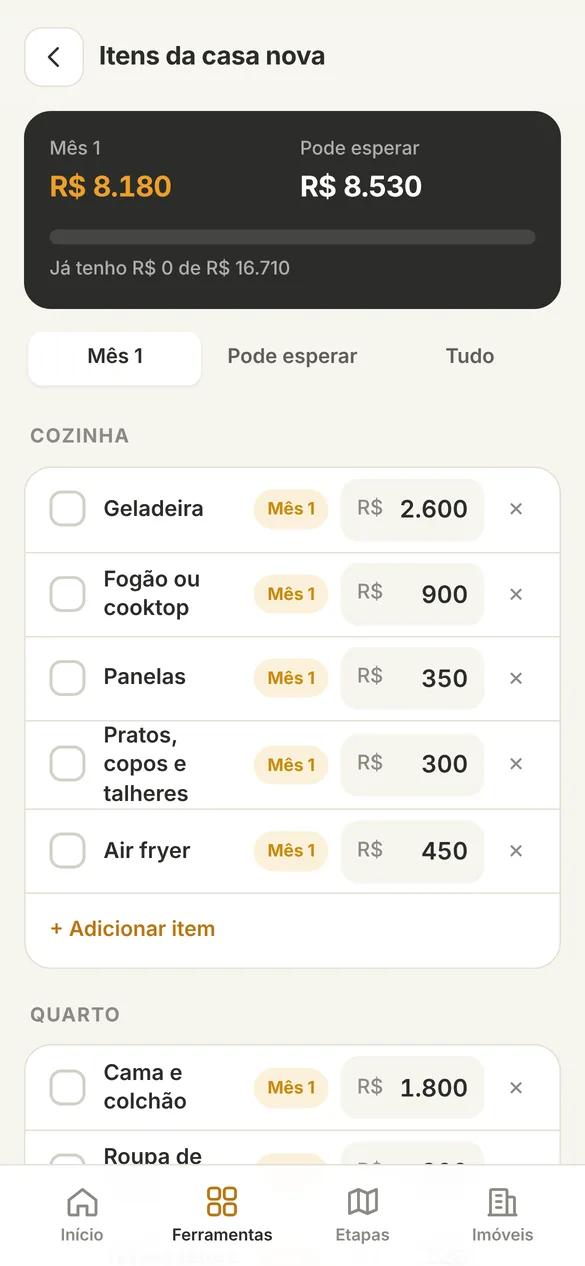 Itens da casa nova
Mês 1
Pode esperar
R$ 8.180
R$ 8.530
Já tenho R$ 0 de R$ 16.710
Mês 1
Pode esperar
Tudo
COZINHA
Geladeira
Mês 1
R$ 2.600
×
Fogão ou
cooktop
Mês 1
R$ 900
×
Panelas
Mês 1
R$ 350
×
Pratos,
copos e
talheres
Mês 1
R$ 300
×
Air fryer
Mês 1
R$ 450
×
+ Adicionar item
QUARTO
Cama e
colchão
Mês 1
R$ 1.800
×
Roupa de
Início
Ferramentas
Etapas
Imóveis